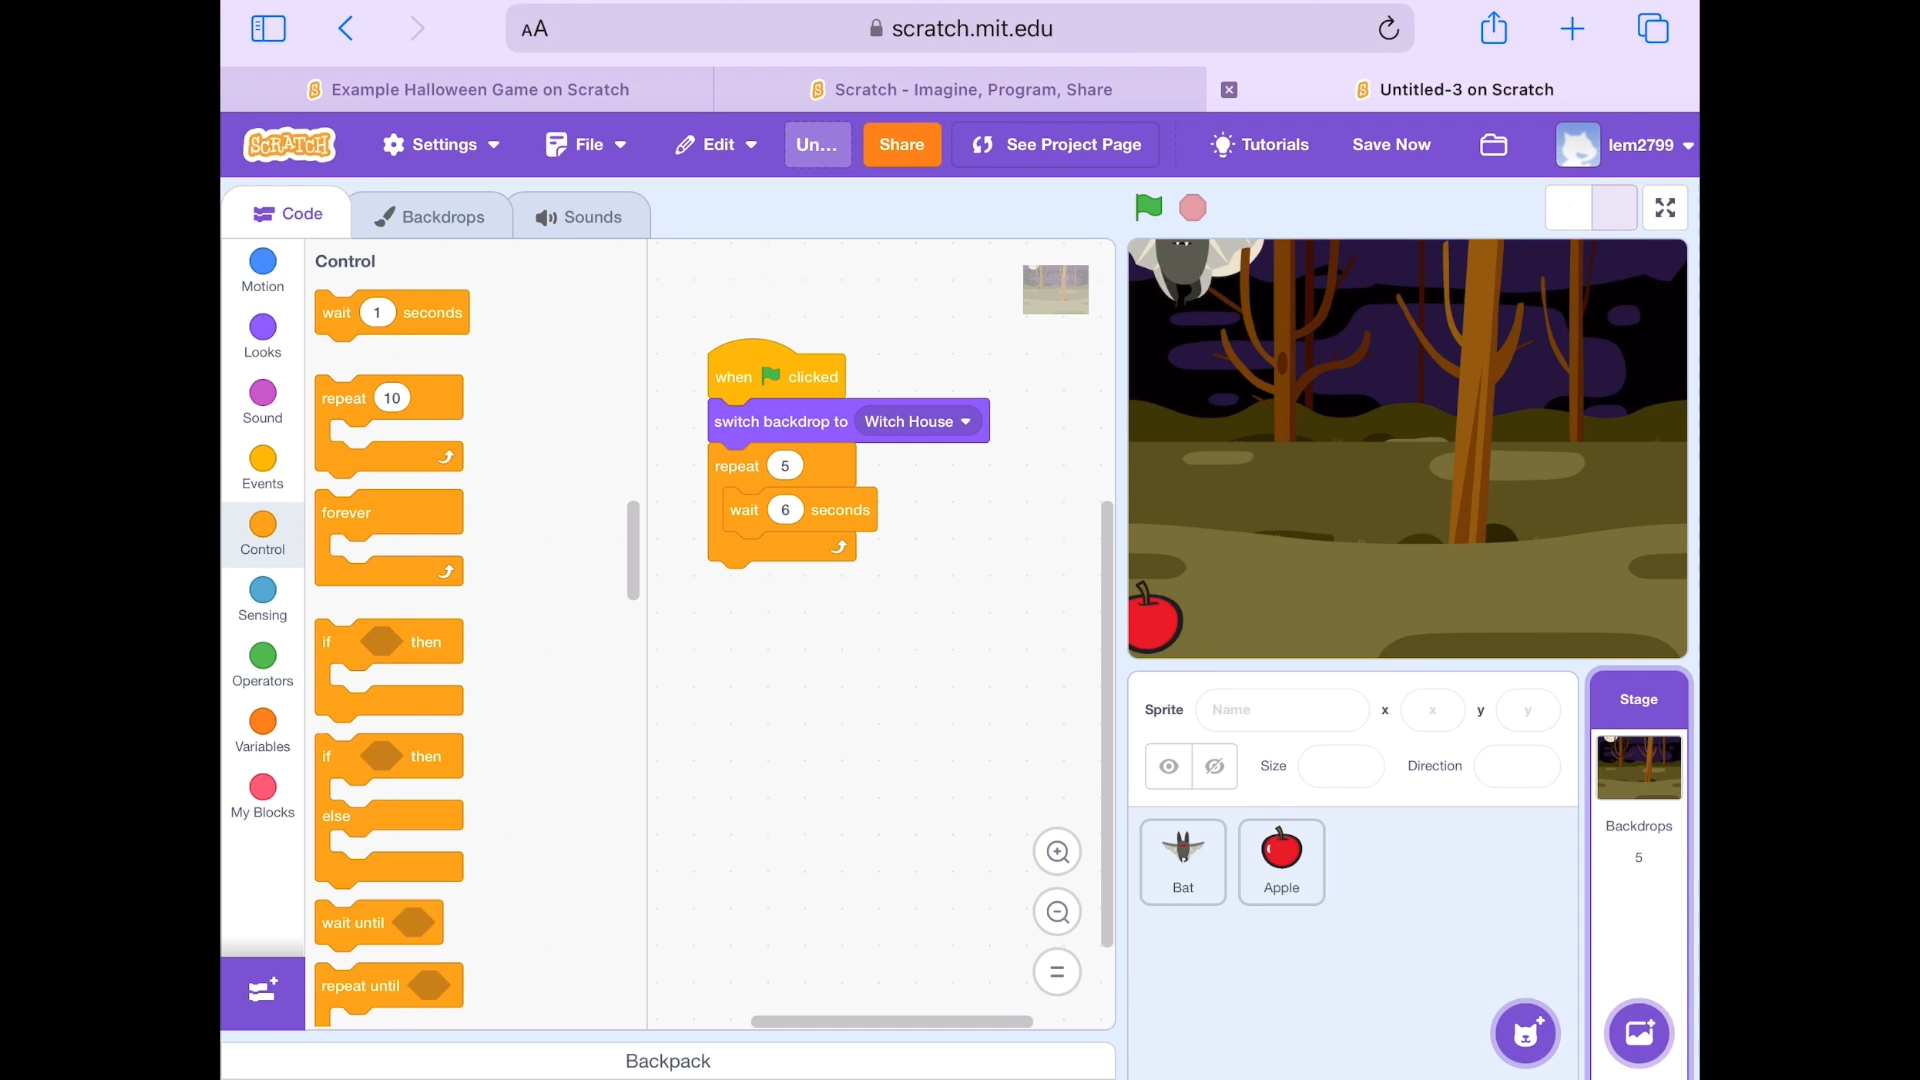 AA
scratch.mit.edu
Example Halloween Game on Scratch
Scratch - Imagine, Program, Share
Untitled-3 on Scratch
SCRATCH
Settings
File
Edit
Un...
Share
See Project Page
Tutorials
Save Now
lem2799
Code
Backdrops
Sounds
Motion
Looks
Sound
Events
Control
Sensing
Operators
Variables
My Blocks
Control
wait 1 seconds
repeat 10
forever
if then
if then
else
wait until
repeat until
when clicked
switch backdrop to Witch House
repeat 5
wait 6 seconds
Backpack
Sprite Name x x y y
Size Direction
Bat
Apple
Stage
Backdrops
5